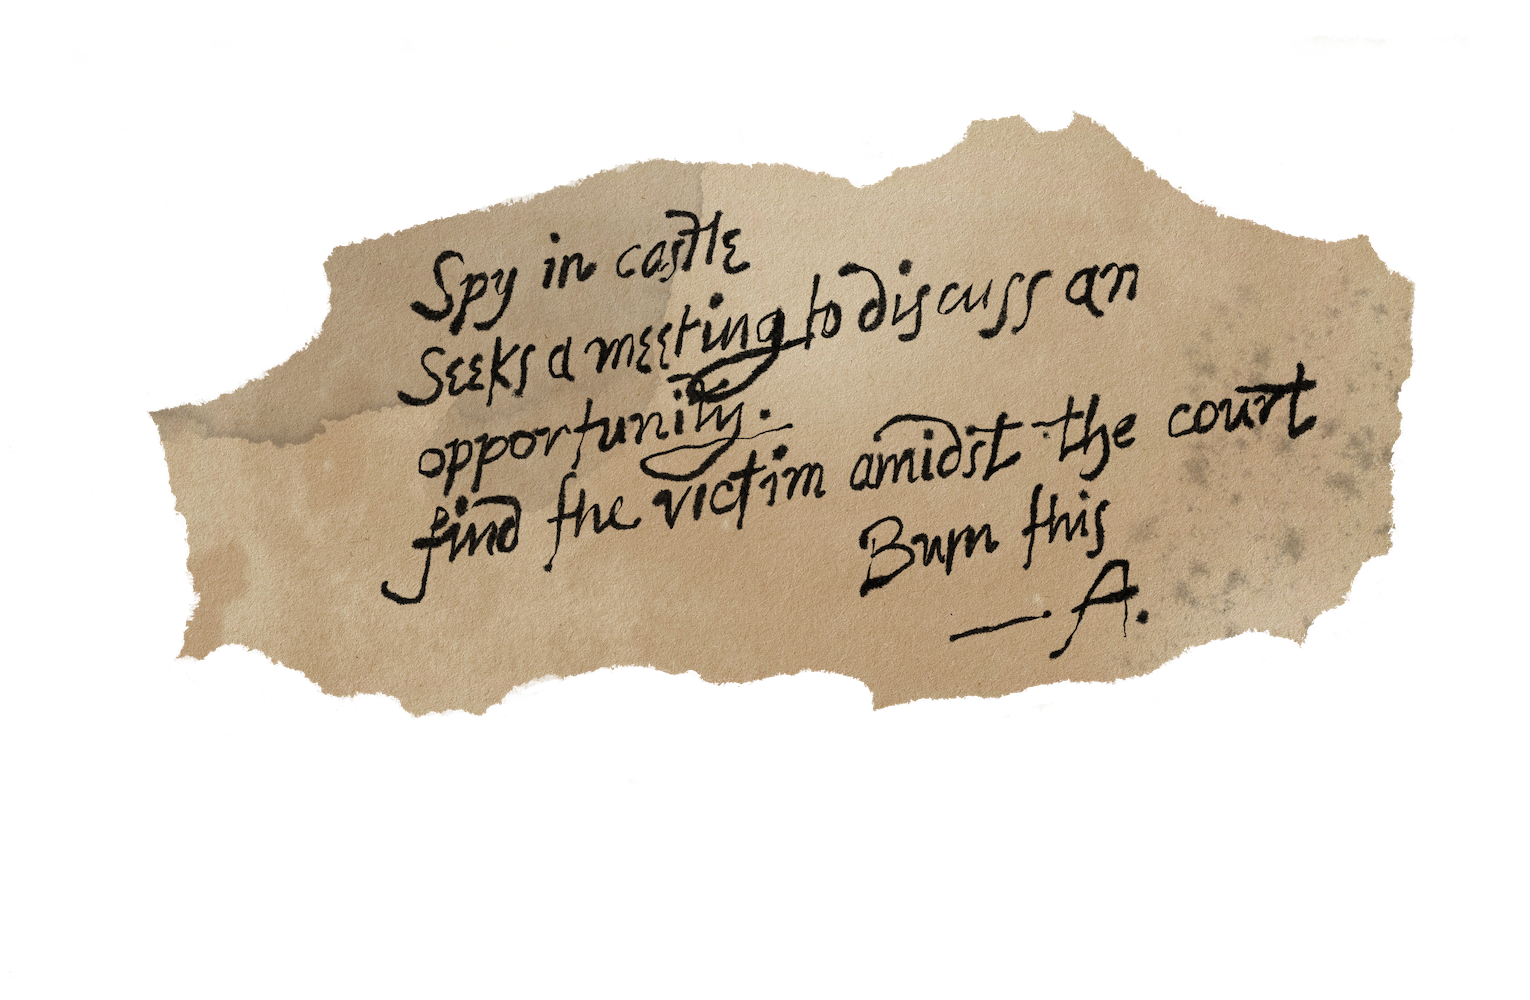 Spy in castle
Seeks a meeting to discuss an
opportunity.
find the victim amidst the court
Burn this
— A.